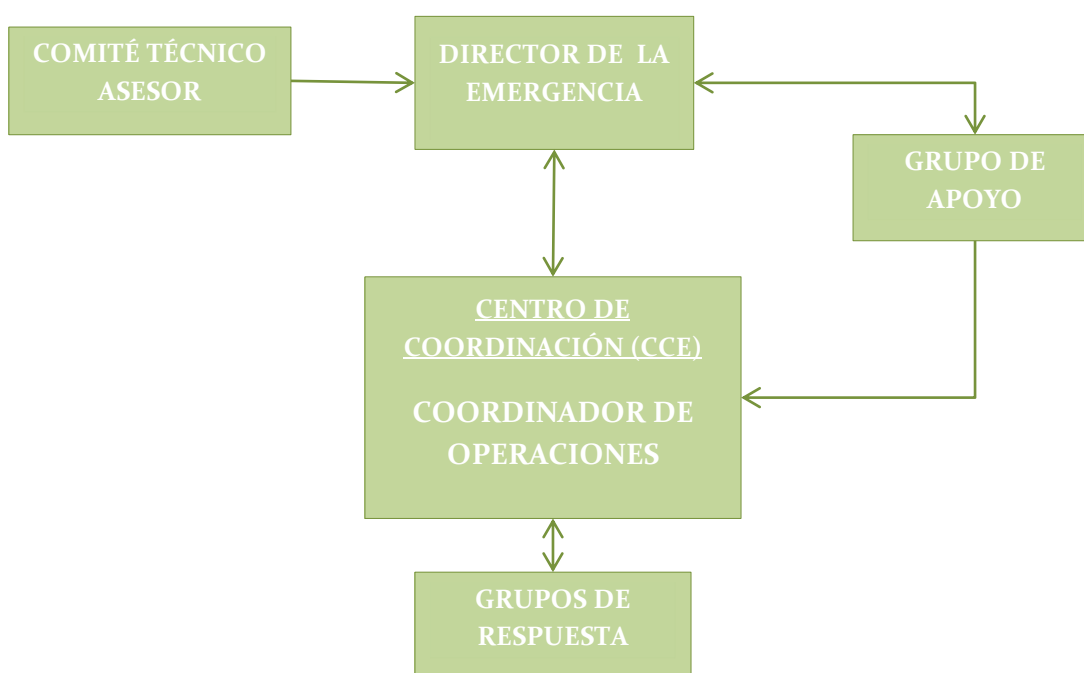 COMITÉ TÉCNICO
ASESOR
DIRECTOR DE LA
EMERGENCIA
GRUPO DE
APOYO
CENTRO DE
COORDINACIÓN (CCE)
COORDINADOR DE
OPERACIONES
GRUPOS DE
RESPUESTA